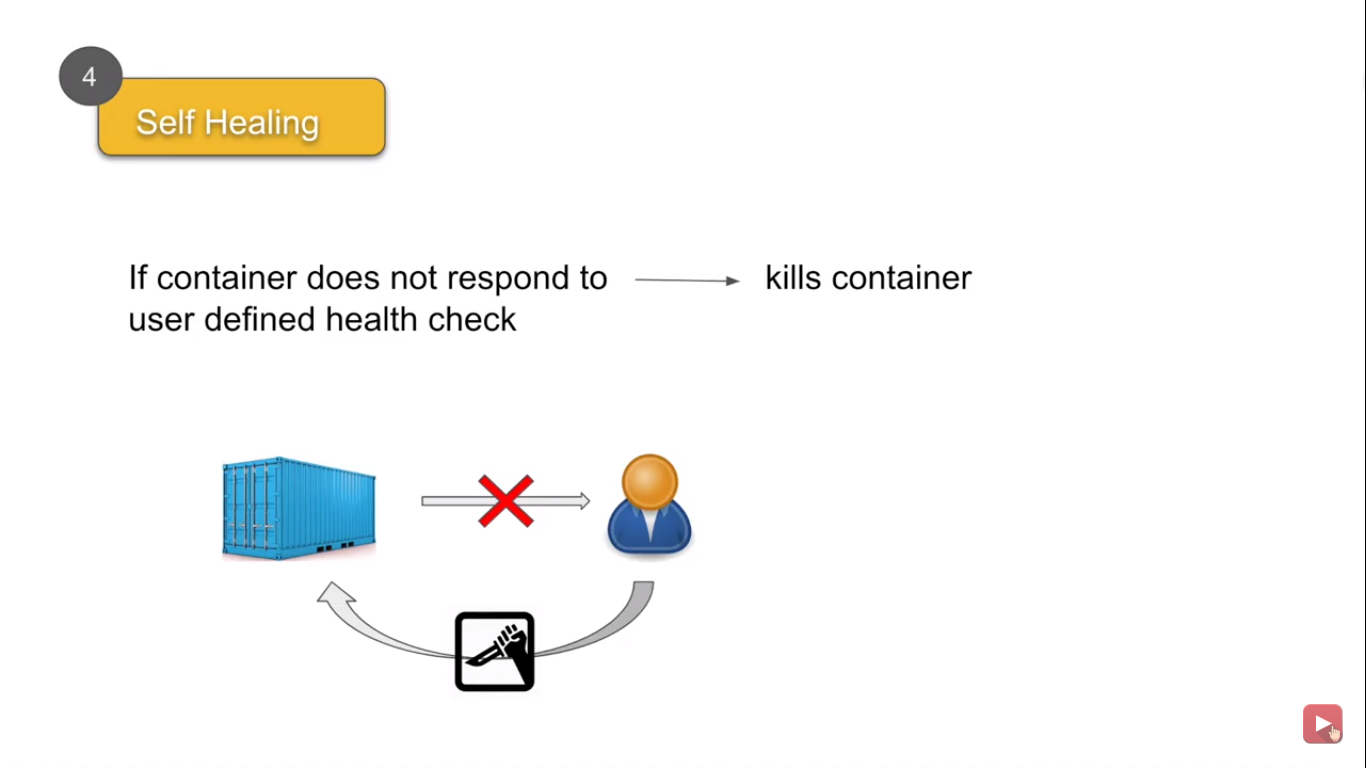 4
Self Healing
If container does not respond to
user defined health check
kills container